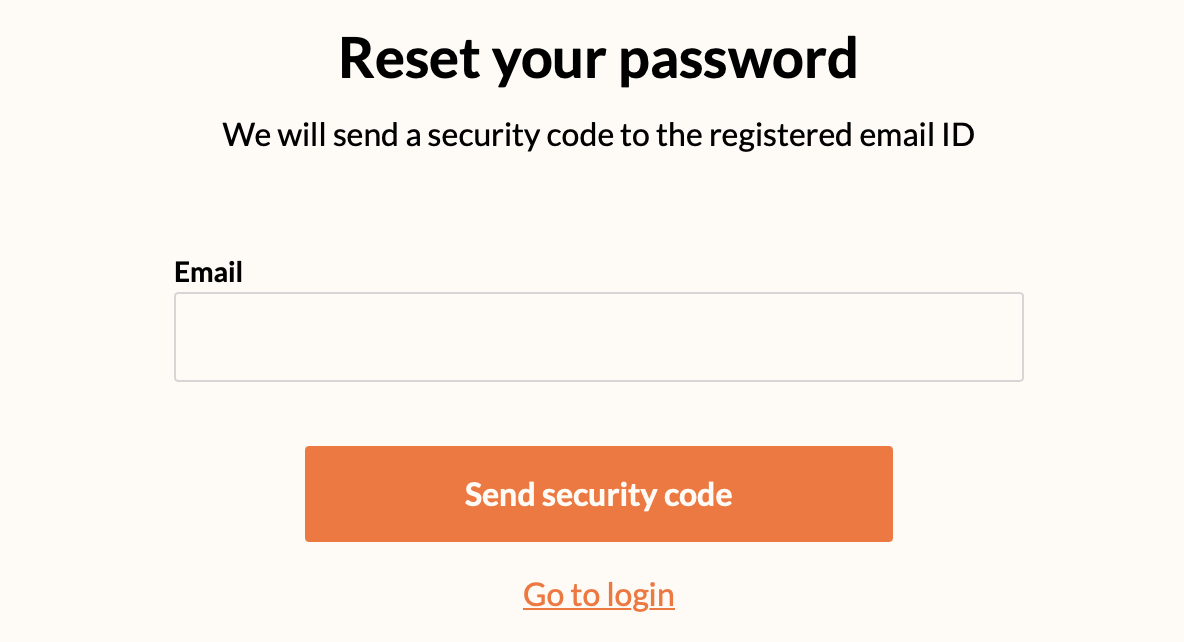 Reset your password
We will send a security code to the registered email ID
Email
Send security code
Go to login